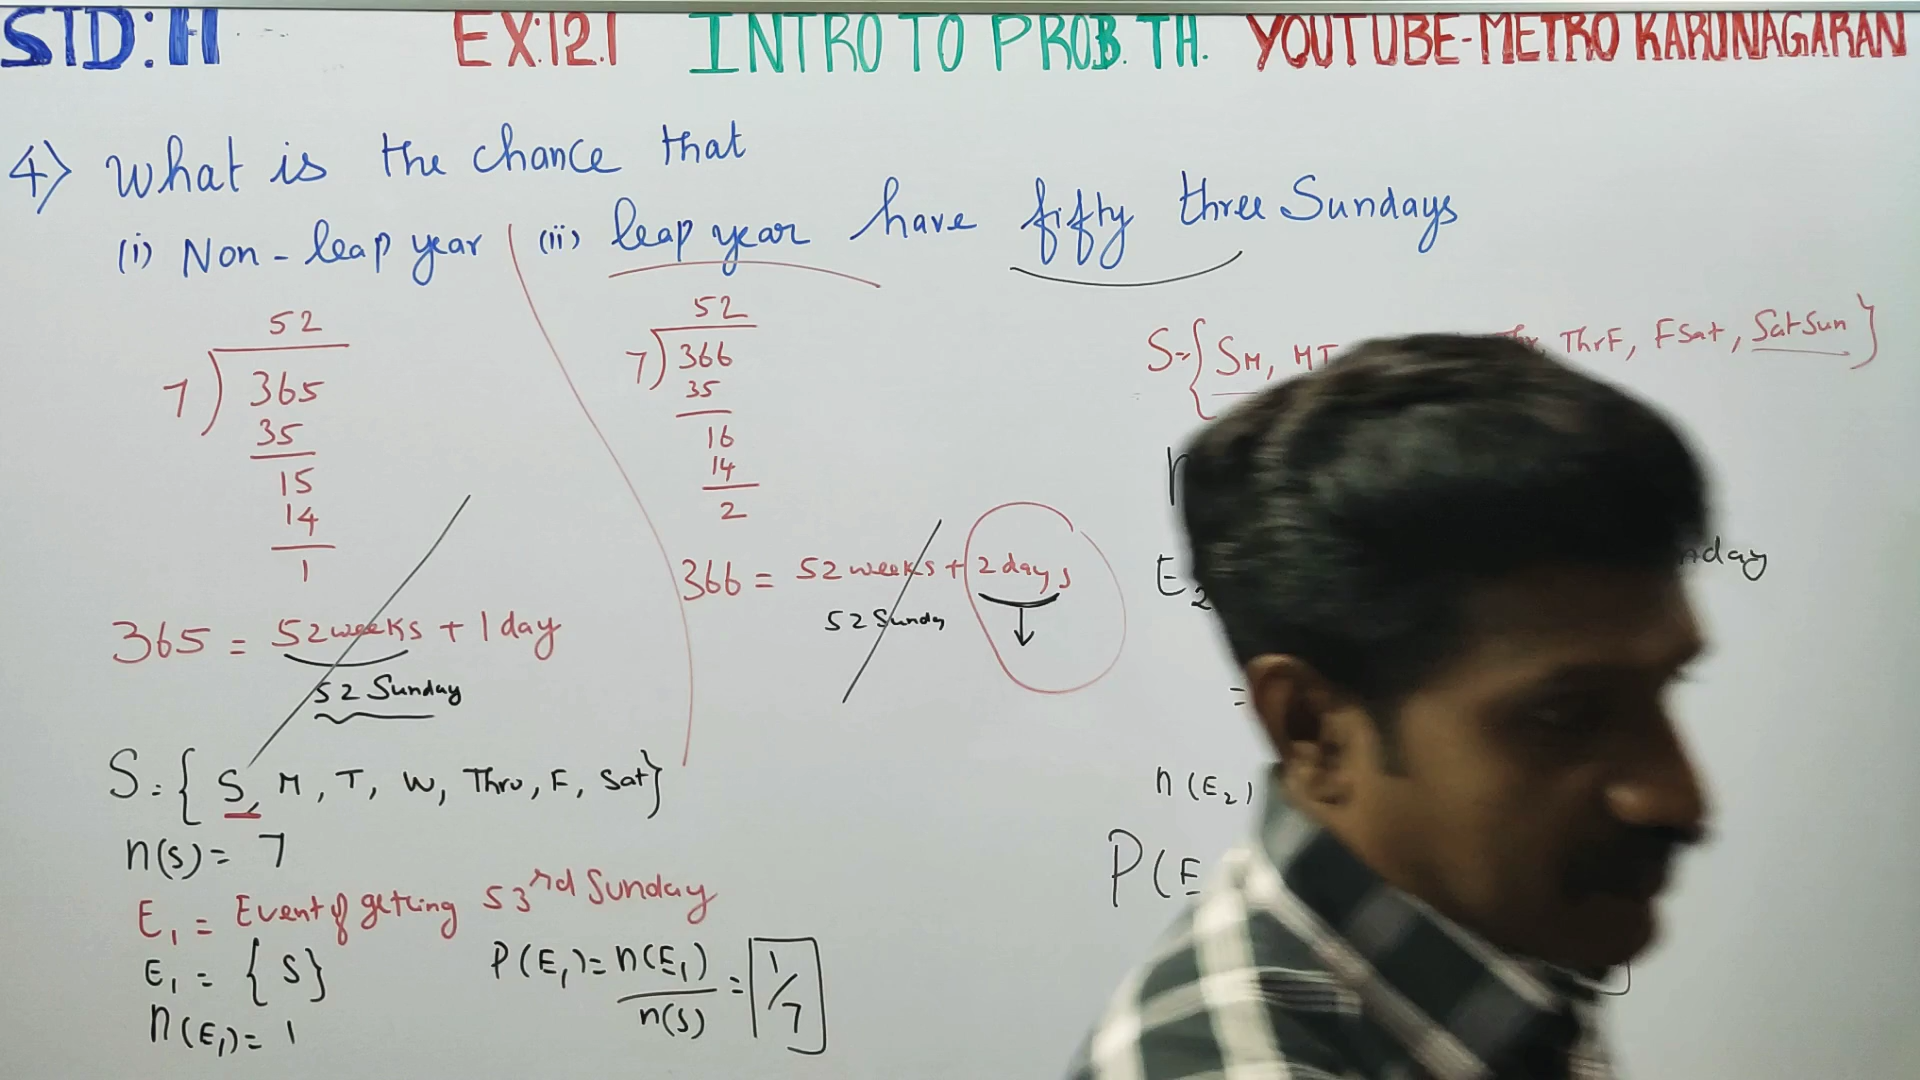 STD: 11 EX:12.1 INTRO TO PROB. TH. YOUTUBE-METRO KARUNAGARAN
4) What is the chance that
(i) Non-leap year (ii) leap year have fifty three Sundays
52
7) 365
35
15
14
1
365 = 52 weeks + 1 day
52 Sunday
S = { S, M, T, W, Thru, F, Sat}
n(S) = 7
E₁ = Event of getting 53rd Sunday
E₁ = {S}
n(E₁) = 1
P(E₁) = n(E₁)/n(S) = 1/7
52
7) 366
35
16
14
2
366 = 52 weeks + 2 days
52 Sunday
S = { SM, MT ThrF, FSat, SatSun }
E₂
=
n(E₂)
P(E